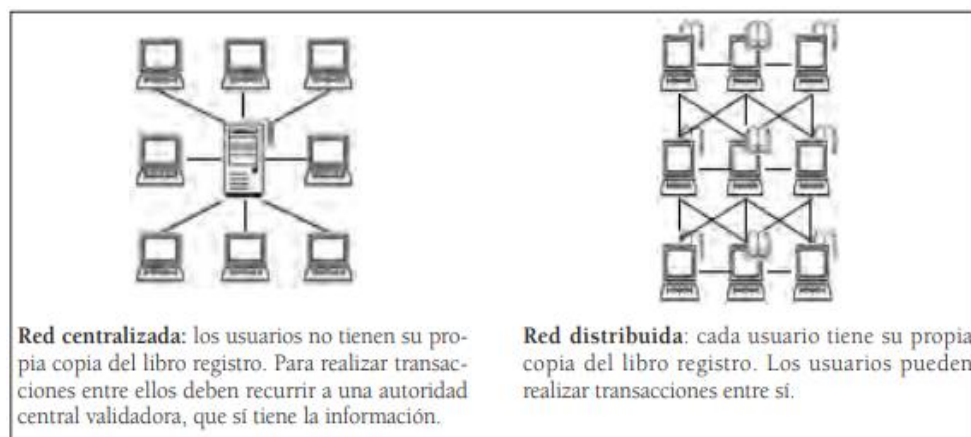 Red centralizada: los usuarios no tienen su pro-
pia copia del libro registro. Para realizar transac-
ciones entre ellos deben recurrir a una autoridad
central validadora, que sí tiene la información.
Red distribuida: cada usuario tiene su propia
copia del libro registro. Los usuarios pueden
realizar transacciones entre sí.